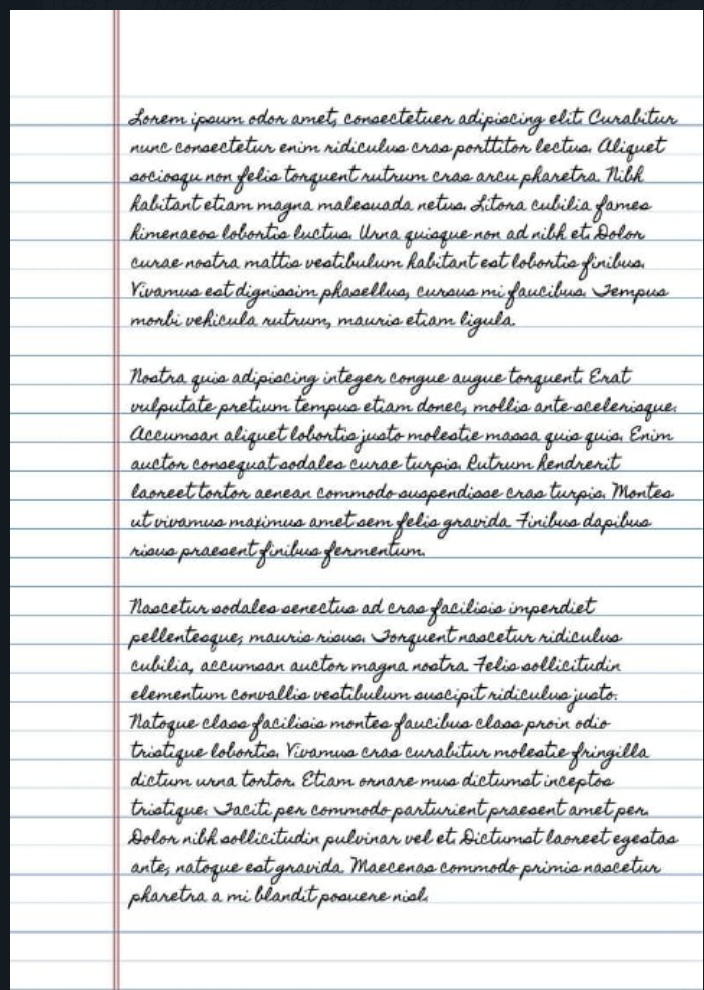 Lorem ipsum odor amet, consectetuer adipiscing elit. Curabitur
nunc consectetur enim ridiculus cras porttitor lectus. Aliquet
sociosqu non felis torquent rutrum cras arcu pharetra. Nibh
habitant etiam magna malesuada netus. Litora cubilia fames
himenaeos lobortis luctus. Urna quisque non ad nibh et. Dolor
curae nostra mattis vestibulum habitant est lobortis finibus.
Vivamus est dignissim phasellus, cursus mi faucibus. Tempus
morbi vehicula rutrum, mauris etiam ligula.

Nostra quis adipiscing integer congue augue torquent. Erat
vulputate pretium tempus etiam donec, mollis ante scelerisque.
Accumsan aliquet lobortis justo molestie massa quis quis. Enim
auctor consequat sodales curae turpis. Rutrum hendrerit
laoreet tortor aenean commodo suspendisse cras turpis. Montes
ut vivamus maximus amet sem felis gravida. Finibus dapibus
risus praesent finibus fermentum.

Nascetur sodales senectus ad cras facilisis imperdiet
pellentesque; mauris risus. Torquent nascetur ridiculus
cubilia, accumsan auctor magna nostra. Felis sollicitudin
elementum convallis vestibulum suscipit ridiculus justo.
Natoque class facilisis montes faucibus class proin odio
tristique lobortis. Vivamus cras curabitur molestie fringilla
dictum urna tortor. Etiam ornare mus dictumst inceptos
tristique. Taciti per commodo parturient praesent amet per.
Dolor nibh sollicitudin pulvinar vel et. Dictumst laoreet egestas
ante; natoque est gravida. Maecenas commodo primis nascetur
pharetra a mi blandit posuere nisl.